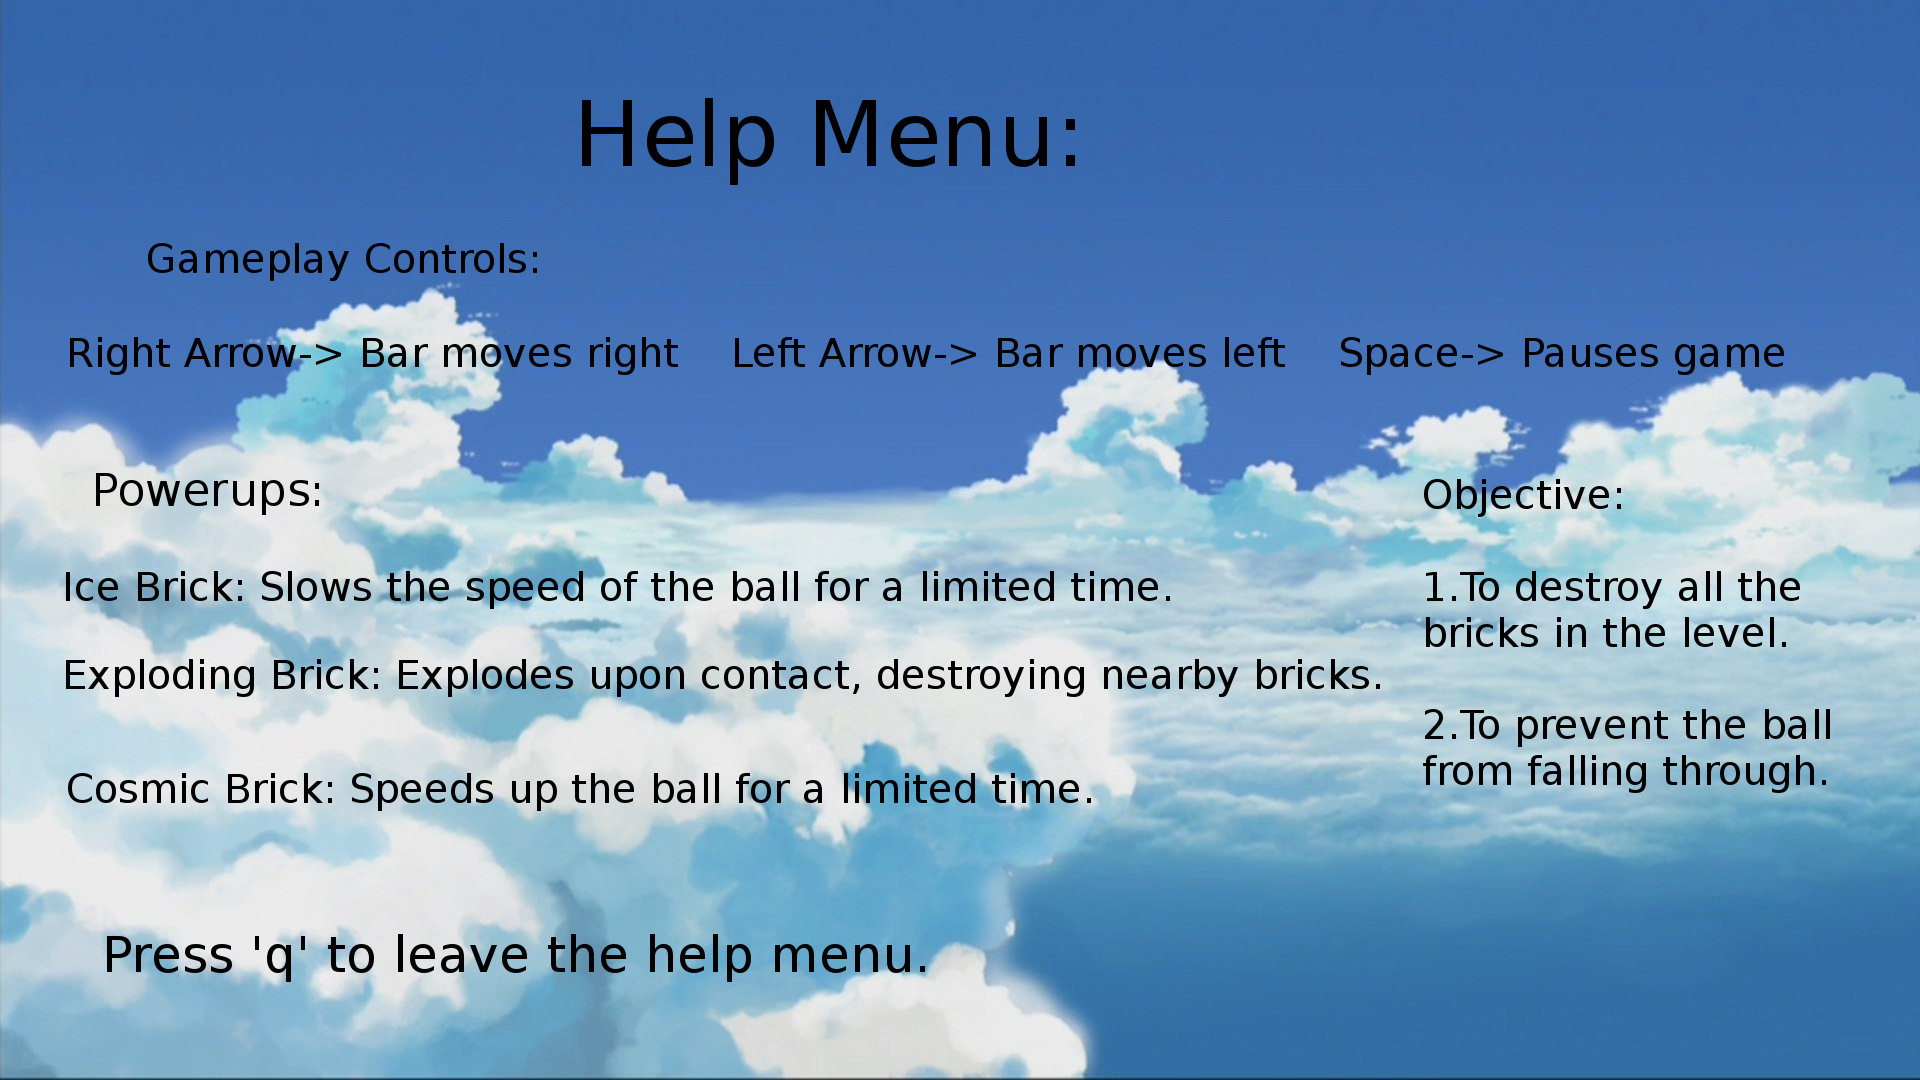 Help Menu:
Gameplay Controls:
Right Arrow-> Bar moves right    Left Arrow-> Bar moves left    Space-> Pauses game
Powerups:
Ice Brick: Slows the speed of the ball for a limited time.
Exploding Brick: Explodes upon contact, destroying nearby bricks.
Cosmic Brick: Speeds up the ball for a limited time.
Objective:
1.To destroy all the
bricks in the level.
2.To prevent the ball
from falling through.
Press 'q' to leave the help menu.